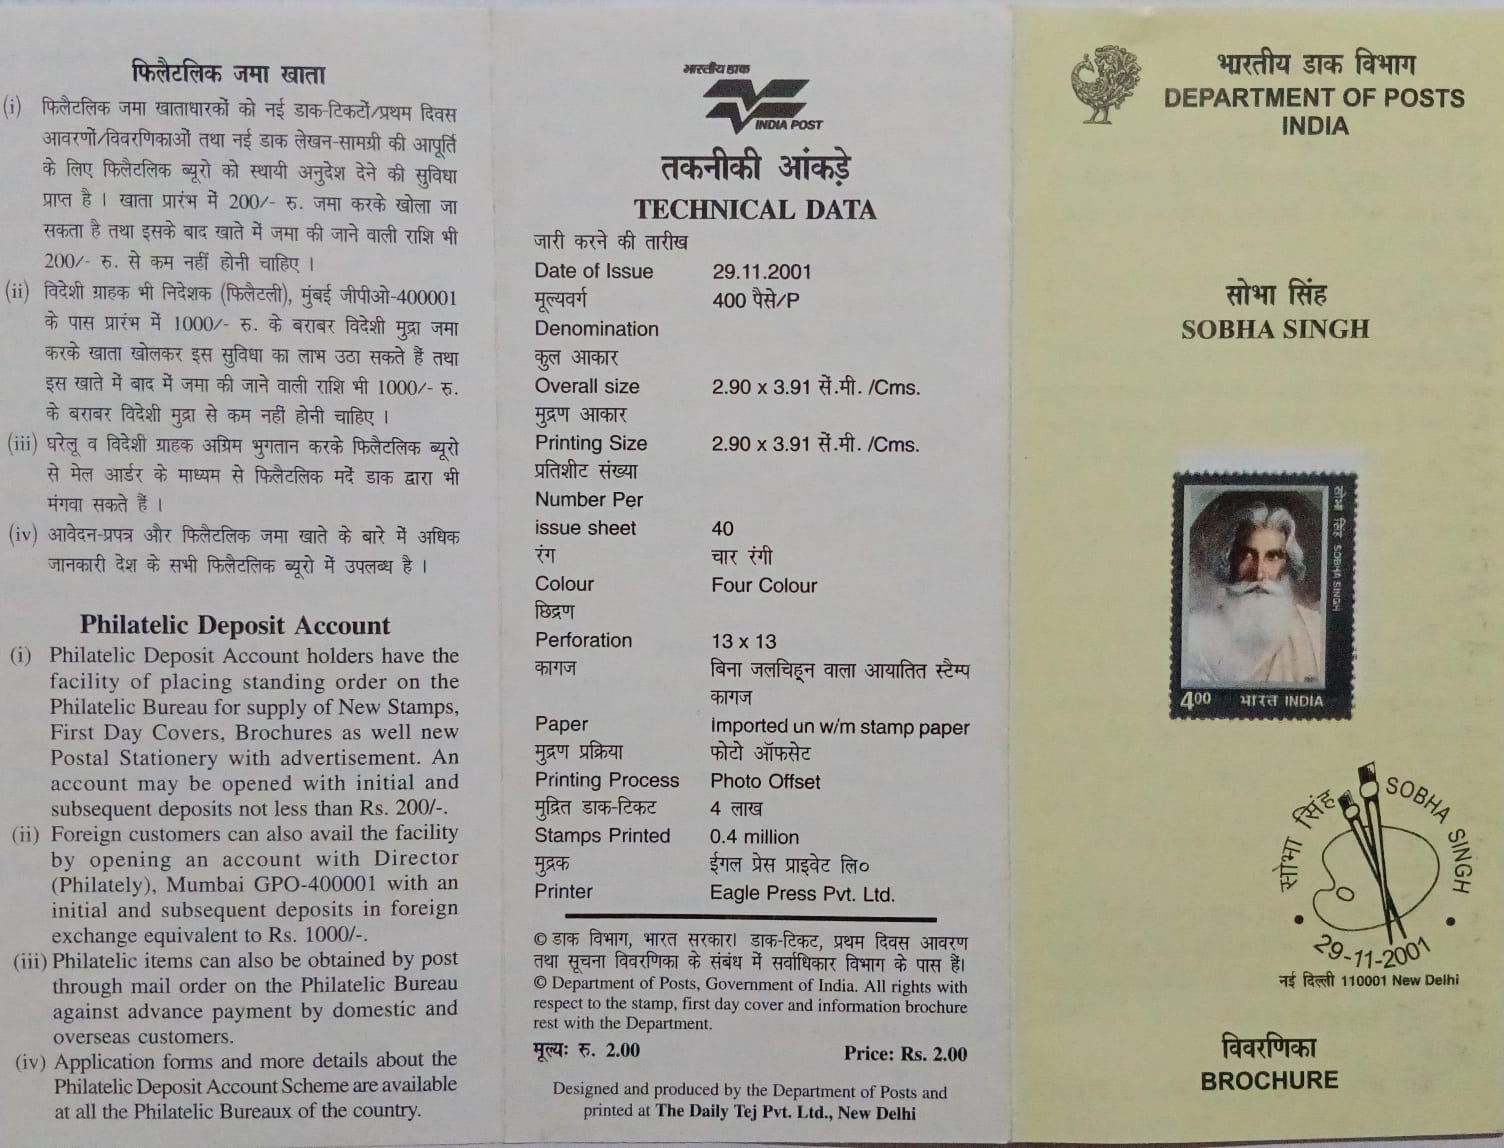 फिलैटलिक जमा खाता
(i) फिलैटलिक जमा खाताधारकों को नई डाक-टिकटों/प्रथम दिवस
आवरणों/विवरणिकाओं तथा नई डाक लेखन-सामग्री की आपूर्ति
के लिए फिलैटलिक ब्यूरो को स्थायी अनुदेश देने की सुविधा
प्राप्त है । खाता प्रारंभ में 200/- रु. जमा करके खोला जा
सकता है तथा इसके बाद खाते में जमा की जाने वाली राशि भी
200/- रु. से कम नहीं होनी चाहिए ।
(ii) विदेशी ग्राहक भी निदेशक (फिलैटली), मुंबई जीपीओ-400001
के पास प्रारंभ में 1000/- रु. के बराबर विदेशी मुद्रा जमा
करके खाता खोलकर इस सुविधा का लाभ उठा सकते हैं तथा
इस खाते में बाद में जमा की जाने वाली राशि भी 1000/- रु.
के बराबर विदेशी मुद्रा से कम नहीं होनी चाहिए ।
(iii) घरेलू व विदेशी ग्राहक अग्रिम भुगतान करके फिलैटलिक ब्यूरो
से मेल आर्डर के माध्यम से फिलैटलिक मदें डाक द्वारा भी
मंगवा सकते हैं ।
(iv) आवेदन-प्रपत्र और फिलैटलिक जमा खाते के बारे में अधिक
जानकारी देश के सभी फिलैटलिक ब्यूरो में उपलब्ध है ।
Philatelic Deposit Account
(i) Philatelic Deposit Account holders have the
facility of placing standing order on the
Philatelic Bureau for supply of New Stamps,
First Day Covers, Brochures as well new
Postal Stationery with advertisement. An
account may be opened with initial and
subsequent deposits not less than Rs. 200/-.
(ii) Foreign customers can also avail the facility
by opening an account with Director
(Philately), Mumbai GPO-400001 with an
initial and subsequent deposits in foreign
exchange equivalent to Rs. 1000/-.
(iii) Philatelic items can also be obtained by post
through mail order on the Philatelic Bureau
against advance payment by domestic and
overseas customers.
(iv) Application forms and more details about the
Philatelic Deposit Account Scheme are available
at all the Philatelic Bureaux of the country.
भारतीय डाक
INDIA POST
तकनीकी आंकड़े
TECHNICAL DATA
जारी करने की तारीख
Date of Issue 29.11.2001
मूल्यवर्ग 400 पैसे/P
Denomination
कुल आकार
Overall size 2.90 x 3.91 सें.मी. /Cms.
मुद्रण आकार
Printing Size 2.90 x 3.91 सें.मी. /Cms.
प्रतिशीट संख्या
Number Per
issue sheet 40
रंग चार रंगी
Colour Four Colour
छिद्रण
Perforation 13 x 13
कागज बिना जलचिह्न वाला आयातित स्टैम्प
कागज
Paper Imported un w/m stamp paper
मुद्रण प्रक्रिया फोटो ऑफसेट
Printing Process Photo Offset
मुद्रित डाक-टिकट 4 लाख
Stamps Printed 0.4 million
मुद्रक ईगल प्रेस प्राइवेट लि०
Printer Eagle Press Pvt. Ltd.
© डाक विभाग, भारत सरकार। डाक-टिकट, प्रथम दिवस आवरण
तथा सूचना विवरणिका के संबंध में सर्वाधिकार विभाग के पास हैं।
© Department of Posts, Government of India. All rights with
respect to the stamp, first day cover and information brochure
rest with the Department.
मूल्यः रु. 2.00 Price: Rs. 2.00
Designed and produced by the Department of Posts and
printed at The Daily Tej Pvt. Ltd., New Delhi
भारतीय डाक विभाग
DEPARTMENT OF POSTS
INDIA
सोभा सिंह
SOBHA SINGH
सोभा सिंह SOBHA SINGH
4.00 भारत INDIA
सोभा सिंह SOBHA SINGH
29-11-2001
नई दिल्ली 110001 New Delhi
विवरणिका
BROCHURE